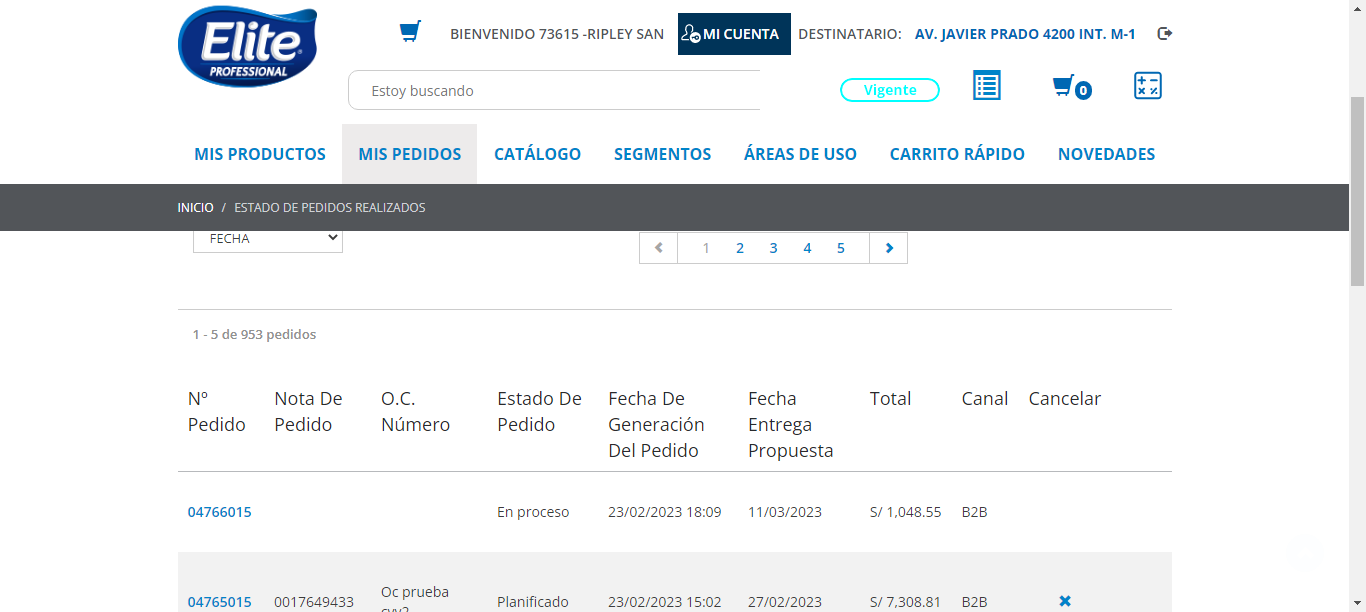 Elite
PROFESSIONAL
BIENVENIDO 73615 -RIPLEY SAN
MI CUENTA
DESTINATARIO: AV. JAVIER PRADO 4200 INT. M-1
Estoy buscando
Vigente
0
MIS PRODUCTOS MIS PEDIDOS CATÁLOGO SEGMENTOS ÁREAS DE USO CARRITO RÁPIDO NOVEDADES
INICIO / ESTADO DE PEDIDOS REALIZADOS
FECHA
1 2 3 4 5
1 - 5 de 953 pedidos
Nº Pedido
Nota De Pedido
O.C. Número
Estado De Pedido
Fecha De Generación Del Pedido
Fecha Entrega Propuesta
Total
Canal
Cancelar
04766015 En proceso 23/02/2023 18:09 11/03/2023 S/ 1,048.55 B2B
04765015 0017649433 Oc prueba Planificado 23/02/2023 15:02 27/02/2023 S/ 7,308.81 B2B